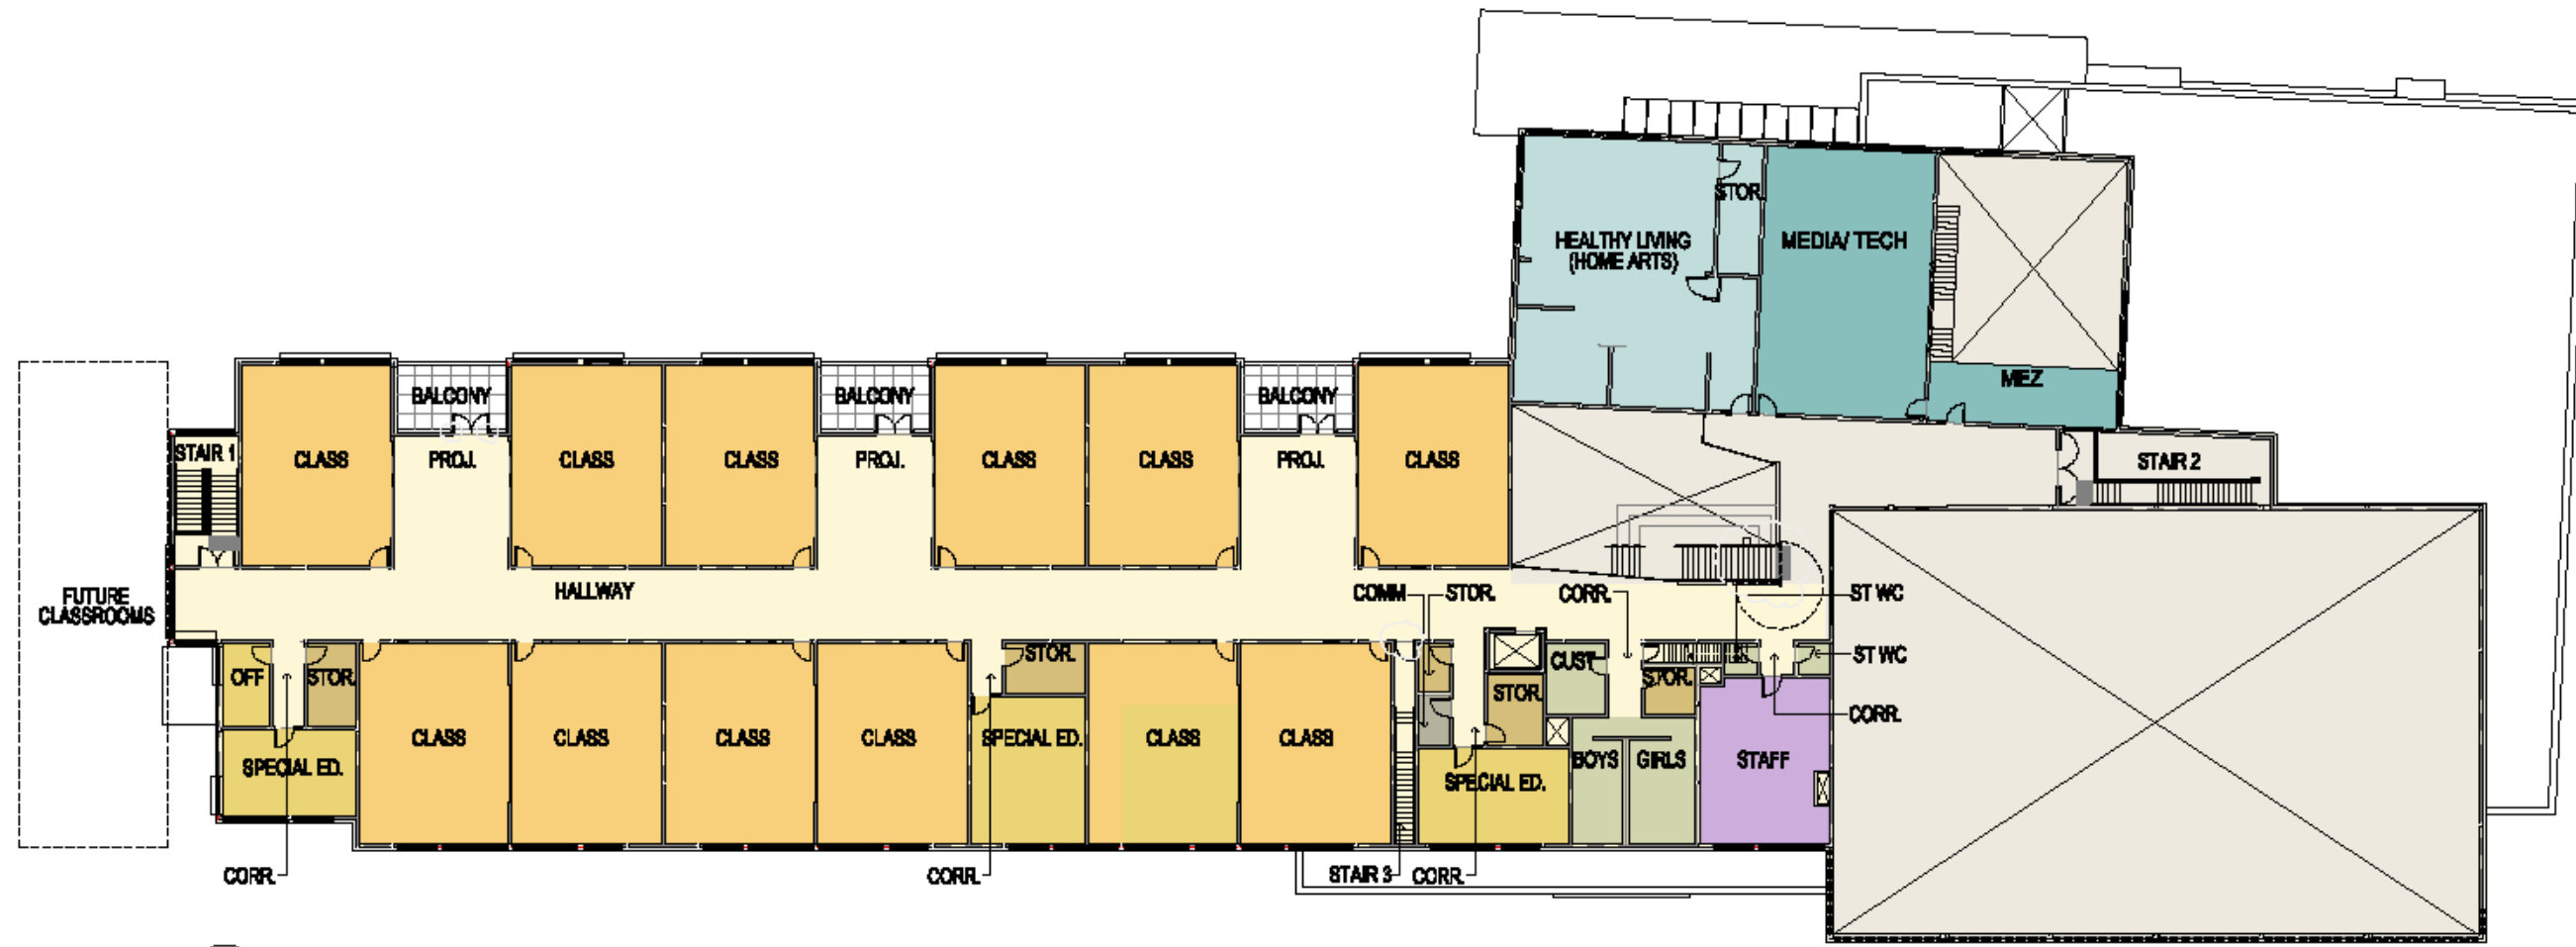 STOR.
HEALTHY LIVING
(HOME ARTS)
MEDIA/ TECH
MEZ
BALCONY
BALCONY
BALCONY
STAIR 1
CLASS
PROJ.
CLASS
CLASS
PROJ.
CLASS
CLASS
PROJ.
CLASS
STAIR 2
FUTURE
CLASSROOMS
HALLWAY
COMM
STOR.
CORR.
ST WC
OFF
STOR.
STOR.
CUST
STOR.
STOR.
ST WC
CORR.
SPECIAL ED.
CLASS
CLASS
CLASS
CLASS
SPECIAL ED.
CLASS
CLASS
SPECIAL ED.
BOYS
GIRLS
STAFF
CORR.
CORR.
STAIR 3
CORR.